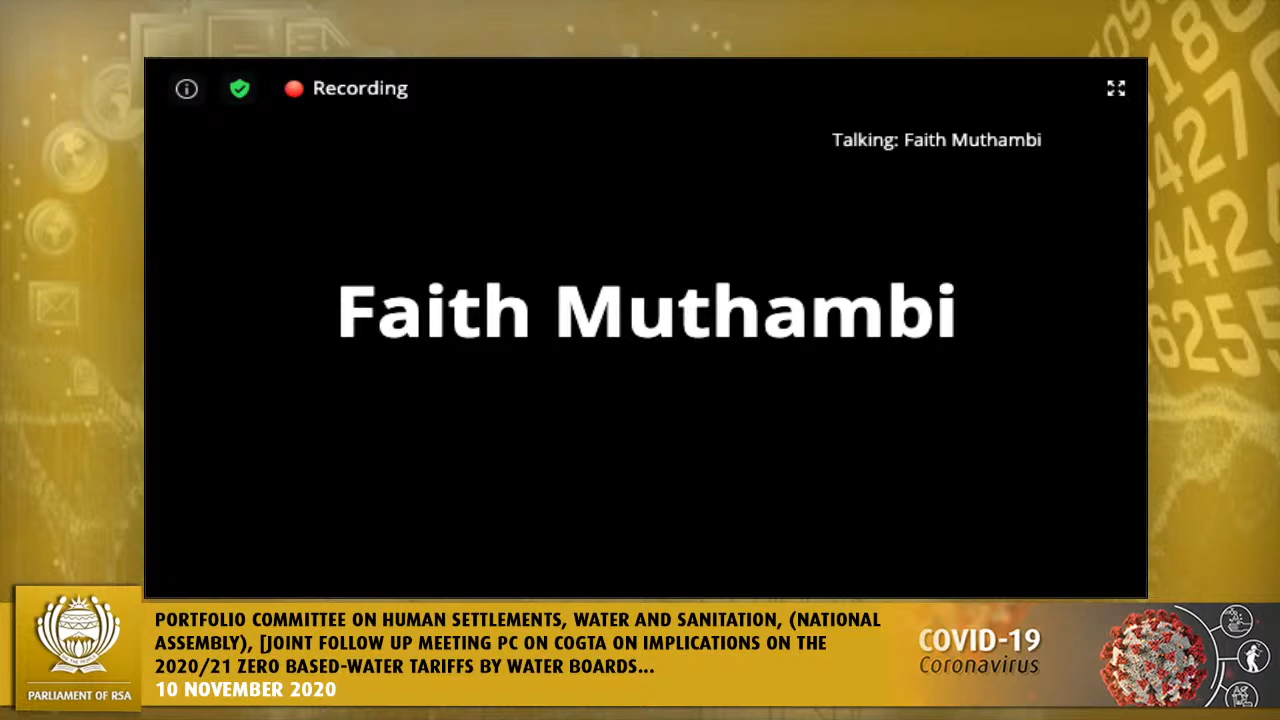 Recording
Talking: Faith Muthambi
Faith Muthambi
PORTFOLIO COMMITTEE ON HUMAN SETTLEMENTS, WATER AND SANITATION, (NATIONAL
ASSEMBLY), [JOINT FOLLOW UP MEETING PC ON COGTA ON IMPLICATIONS ON THE
2020/21 ZERO BASED-WATER TARIFFS BY WATER BOARDS...
10 NOVEMBER 2020
PARLIAMENT OF RSA
COVID-19
Coronavirus